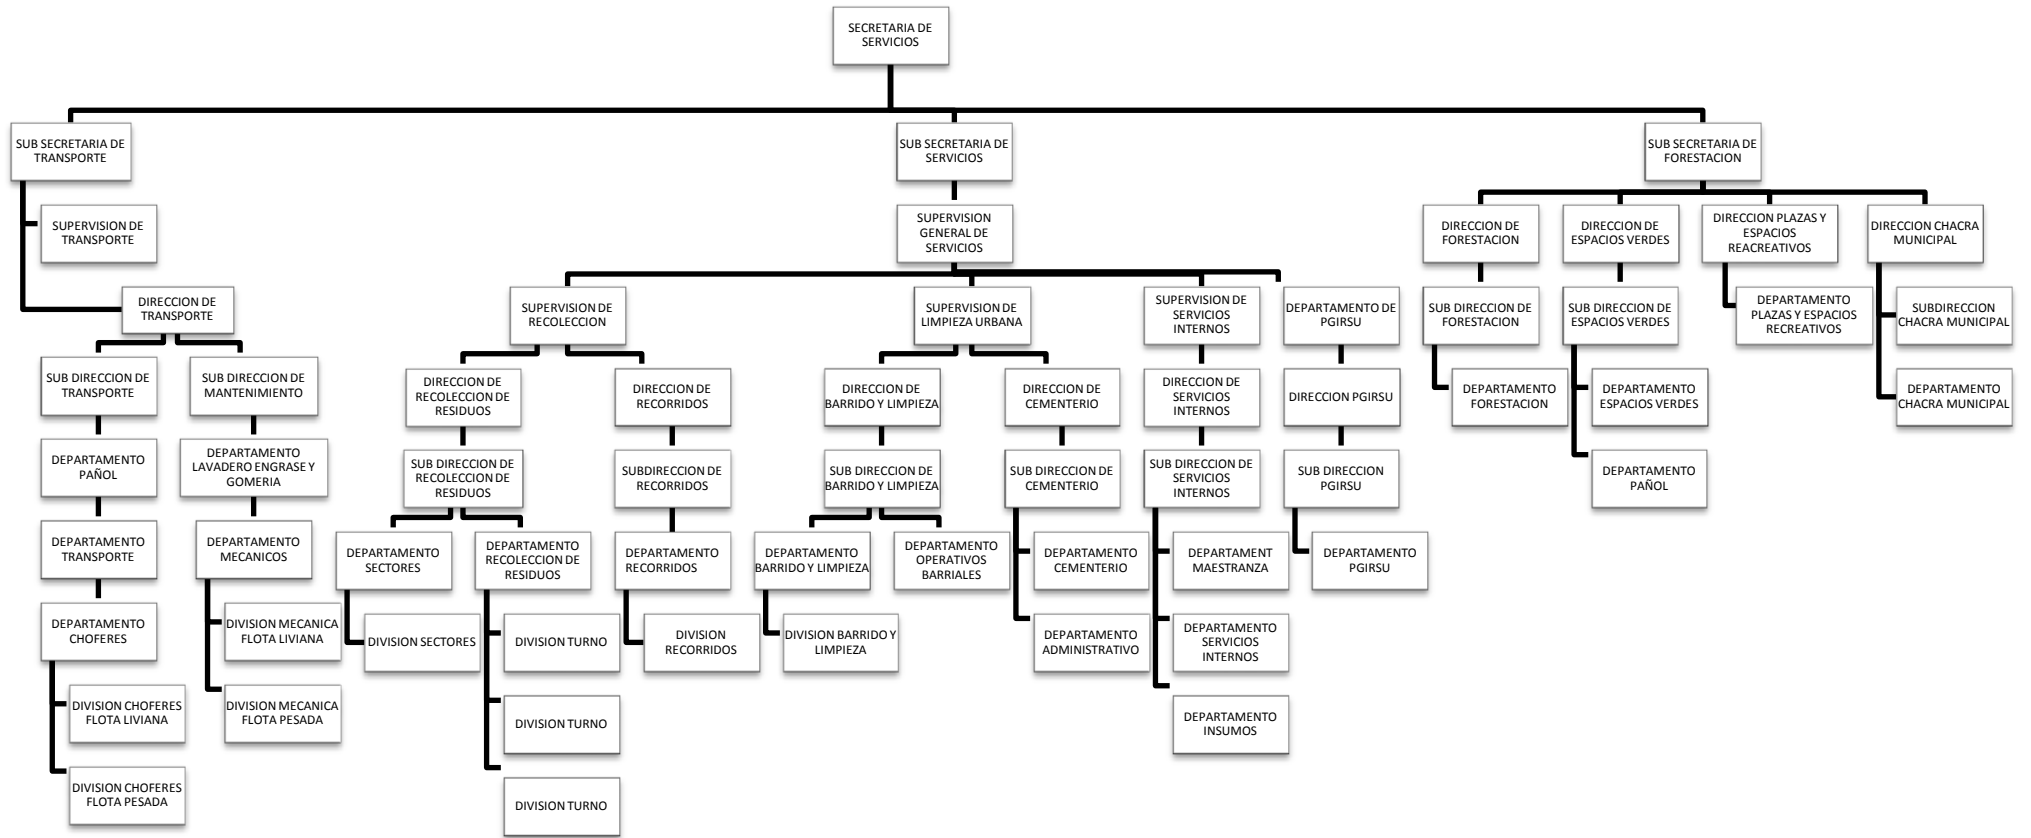 SECRETARIA DE
SERVICIOS
SUB SECRETARIA DE
TRANSPORTE
SUB SECRETARIA DE
SERVICIOS
SUB SECRETARIA DE
FORESTACION
SUPERVISION DE
TRANSPORTE
SUPERVISION
GENERAL DE
SERVICIOS
DIRECCION DE
FORESTACION
DIRECCION DE
ESPACIOS VERDES
DIRECCION PLAZAS Y
ESPACIOS
REACREATIVOS
DIRECCION CHACRA
MUNICIPAL
DIRECCION DE
TRANSPORTE
SUPERVISION DE
RECOLECCION
SUPERVISION DE
LIMPIEZA URBANA
SUPERVISION DE
SERVICIOS
INTERNOS
DEPARTAMENTO DE
PGIRSU
SUB DIRECCION DE
FORESTACION
SUB DIRECCION DE
ESPACIOS VERDES
DEPARTAMENTO
PLAZAS Y ESPACIOS
RECREATIVOS
SUBDIRECCION
CHACRA MUNICIPAL
SUB DIRECCION DE
TRANSPORTE
SUB DIRECCION DE
MANTENIMIENTO
DIRECCION DE
RECOLECCION DE
RESIDUOS
DIRECCION DE
RECORRIDOS
DIRECCION DE
BARRIDO Y LIMPIEZA
DIRECCION DE
CEMENTERIO
DIRECCION DE
SERVICIOS
INTERNOS
DIRECCION PGIRSU
DEPARTAMENTO
FORESTACION
DEPARTAMENTO
ESPACIOS VERDES
DEPARTAMENTO
CHACRA MUNICIPAL
DEPARTAMENTO
PAÑOL
DEPARTAMENTO
LAVADERO ENGRASE Y
GOMERIA
SUB DIRECCION DE
RECOLECCION DE
RESIDUOS
SUBDIRECCION DE
RECORRIDOS
SUB DIRECCION DE
BARRIDO Y LIMPIEZA
SUB DIRECCION DE
CEMENTERIO
SUB DIRECCION DE
SERVICIOS
INTERNOS
SUB DIRECCION
PGIRSU
DEPARTAMENTO
PAÑOL
DEPARTAMENTO
TRANSPORTE
DEPARTAMENTO
MECANICOS
DEPARTAMENTO
SECTORES
DEPARTAMENTO
RECOLECCION DE
RESIDUOS
DEPARTAMENTO
RECORRIDOS
DEPARTAMENTO
BARRIDO Y LIMPIEZA
DEPARTAMENTO
OPERATIVOS
BARRIALES
DEPARTAMENTO
CEMENTERIO
DEPARTAMENT
MAESTRANZA
DEPARTAMENTO
PGIRSU
DEPARTAMENTO
CHOFERES
DIVISION MECANICA
FLOTA LIVIANA
DIVISION SECTORES
DIVISION TURNO
DIVISION
RECORRIDOS
DIVISION BARRIDO Y
LIMPIEZA
DEPARTAMENTO
ADMINISTRATIVO
DEPARTAMENTO
SERVICIOS
INTERNOS
DIVISION CHOFERES
FLOTA LIVIANA
DIVISION MECANICA
FLOTA PESADA
DIVISION TURNO
DEPARTAMENTO
INSUMOS
DIVISION CHOFERES
FLOTA PESADA
DIVISION TURNO